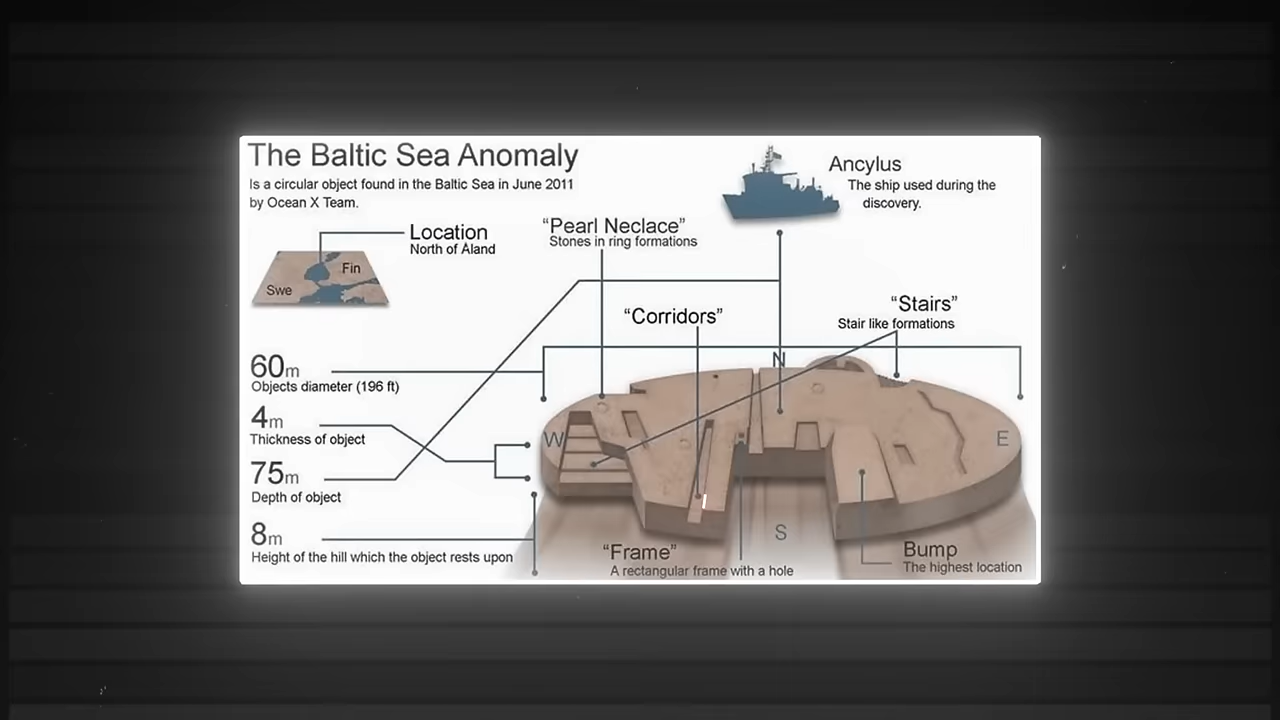 The Baltic Sea Anomaly
Is a circular object found in the Baltic Sea in June 2011
by Ocean X Team.
Ancylus
The ship used during the
discovery.
Location
North of Åland
Fin
Swe
“Pearl Neclace”
Stones in ring formations
“Corridors”
“Stairs”
Stair like formations
60m
Objects diameter (196 ft)
4m
Thickness of object
75m
Depth of object
8m
Height of the hill which the object rests upon
N
W
E
S
“Frame”
A rectangular frame with a hole
Bump
The highest location